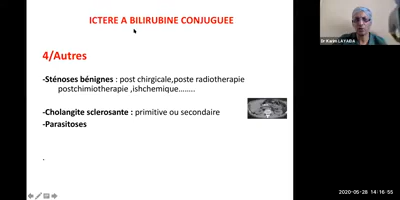 ICTERE A BILIRUBINE CONJUGUEE
4/Autres
-Sténoses bénignes : post chirgicale,poste radiotherapie
postchimiotherapie ,ishchemique........
-Cholangite sclerosante : primitive ou secondaire
-Parasitoses
.
Dr Karim LAYADA
2020-05-28 14:16:55